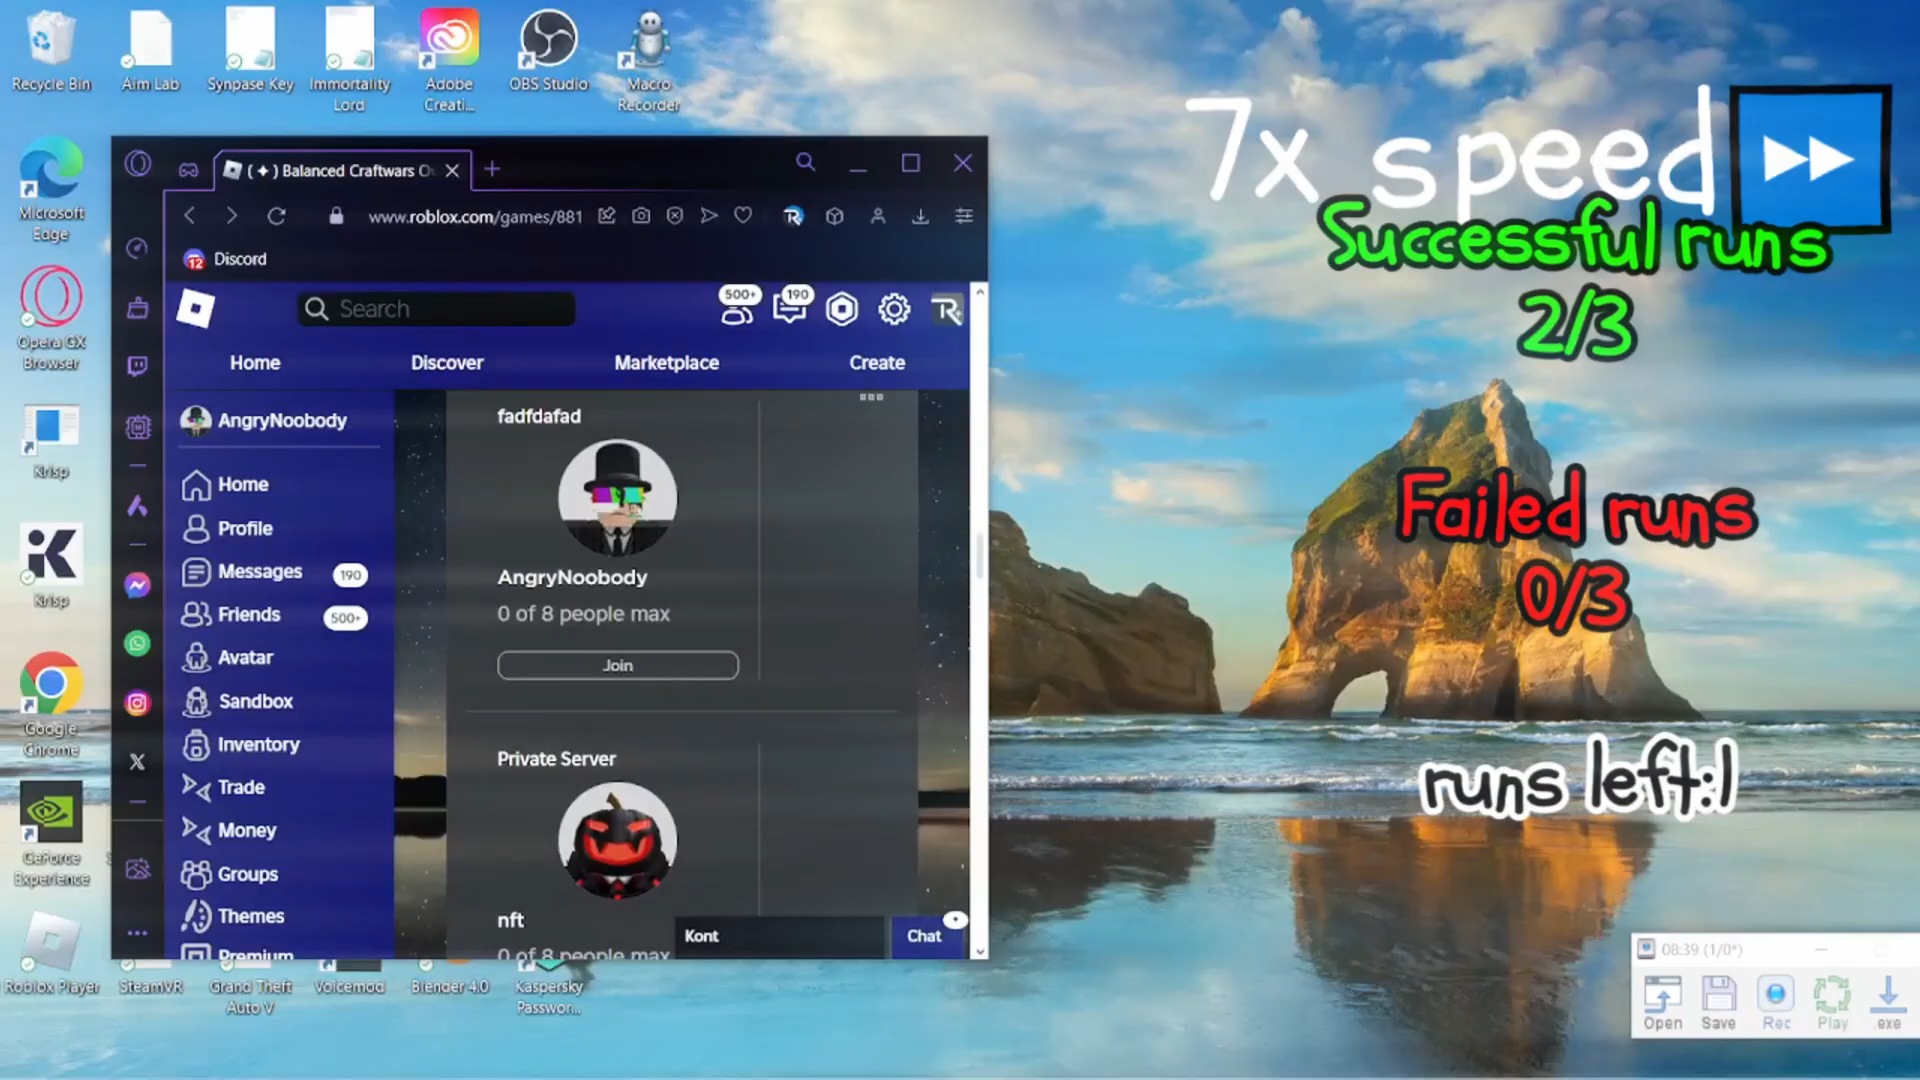 Recycle Bin
Aim Lab
Synpase Key
Immortality
Lord
Adobe
Creati...
OBS Studio
Macro
Recorder
Microsoft
Edge
Opera GX
Browser
Krisp
Krisp
Google
Chrome
GeForce
Experience
Roblox Player
SteamVR
Grand Theft
Auto V
Voicemod
Blender 4.0
Kaspersky
Passwor...
( ✦ ) Balanced Craftwars O
www.roblox.com/games/881
12
Discord
Search
500+
190
Home
Discover
Marketplace
Create
AngryNoobody
Home
Profile
Messages
190
Friends
500+
Avatar
Sandbox
Inventory
Trade
Money
Groups
Themes
Premium
fadfdafad
AngryNoobody
0 of 8 people max
Join
Private Server
nft
0 of 8 people max
Kont
Chat
7x speed
Successful runs
2/3
Failed runs
0/3
runs left:1
08:39 (1/0*)
Open
Save
Rec
Play
.exe